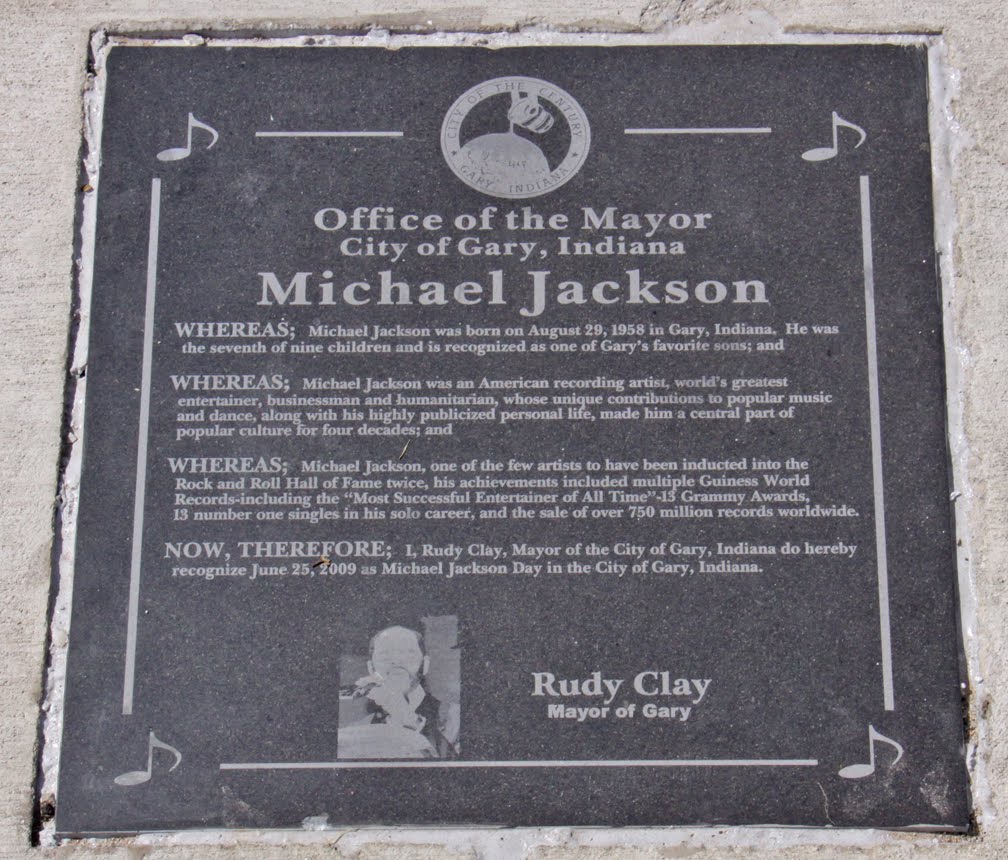 CITY OF THE CENTURY
GARY, INDIANA
Office of the Mayor
City of Gary, Indiana
Michael Jackson
WHEREAS; Michael Jackson was born on August 29, 1958 in Gary, Indiana. He was
the seventh of nine children and is recognized as one of Gary's favorite sons; and
WHEREAS; Michael Jackson was an American recording artist, world's greatest
entertainer, businessman and humanitarian, whose unique contributions to popular music
and dance, along with his highly publicized personal life, made him a central part of
popular culture for four decades; and
WHEREAS; Michael Jackson, one of the few artists to have been inducted into the
Rock and Roll Hall of Fame twice, his achievements included multiple Guiness World
Records-including the "Most Successful Entertainer of All Time"-13 Grammy Awards,
13 number one singles in his solo career, and the sale of over 750 million records worldwide.
NOW, THEREFORE; I, Rudy Clay, Mayor of the City of Gary, Indiana do hereby
recognize June 25, 2009 as Michael Jackson Day in the City of Gary, Indiana.
Rudy Clay
Mayor of Gary